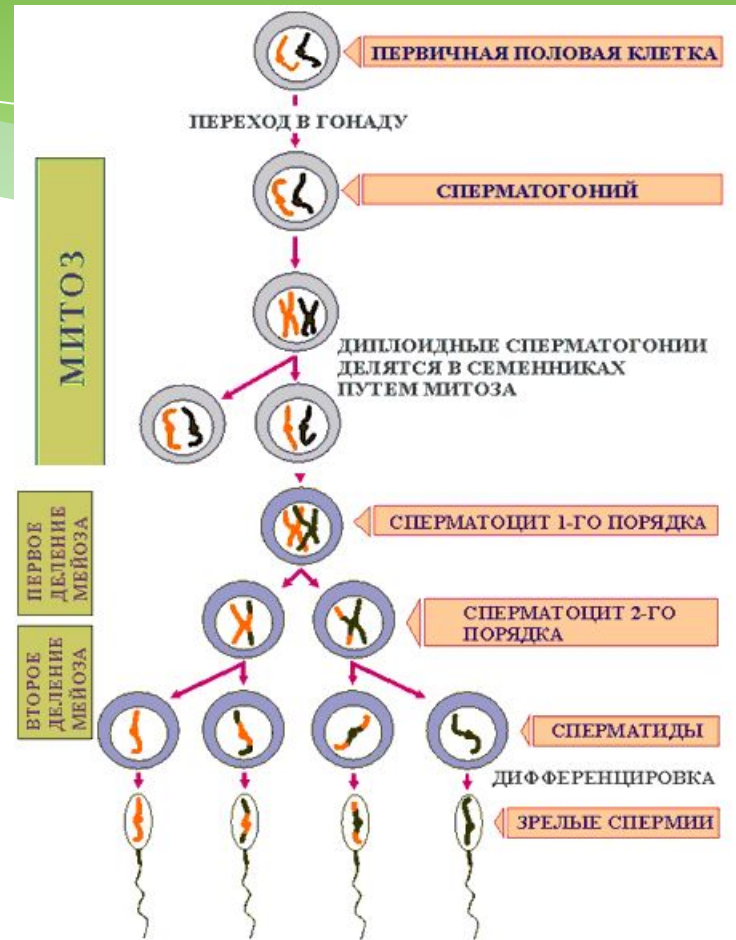 ПЕРВИЧНАЯ ПОЛОВАЯ КЛЕТКА
ПЕРЕХОД В ГОНАДУ
СПЕРМАТОГОНИЙ
МИТОЗ
ДИПЛОИДНЫЕ СПЕРМАТОГОНИИ
ДЕЛЯТСЯ В СЕМЕННИКАХ
ПУТЕМ МИТОЗА
ПЕРВОЕ
ДЕЛЕНИЕ
МЕЙОЗА
СПЕРМАТОЦИТ 1-ГО ПОРЯДКА
СПЕРМАТОЦИТ 2-ГО
ПОРЯДКА
ВТОРОЕ
ДЕЛЕНИЕ
МЕЙОЗА
СПЕРМАТИДЫ
ДИФФЕРЕНЦИРОВКА
ЗРЕЛЫЕ СПЕРМИИ